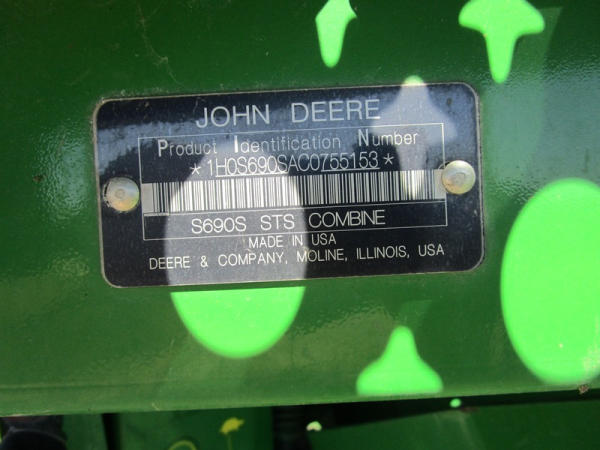 JOHN DEERE
Product Identification Number
*1H0S690SAC0755153*
S690S STS COMBINE
MADE IN USA
DEERE & COMPANY, MOLINE, ILLINOIS, USA